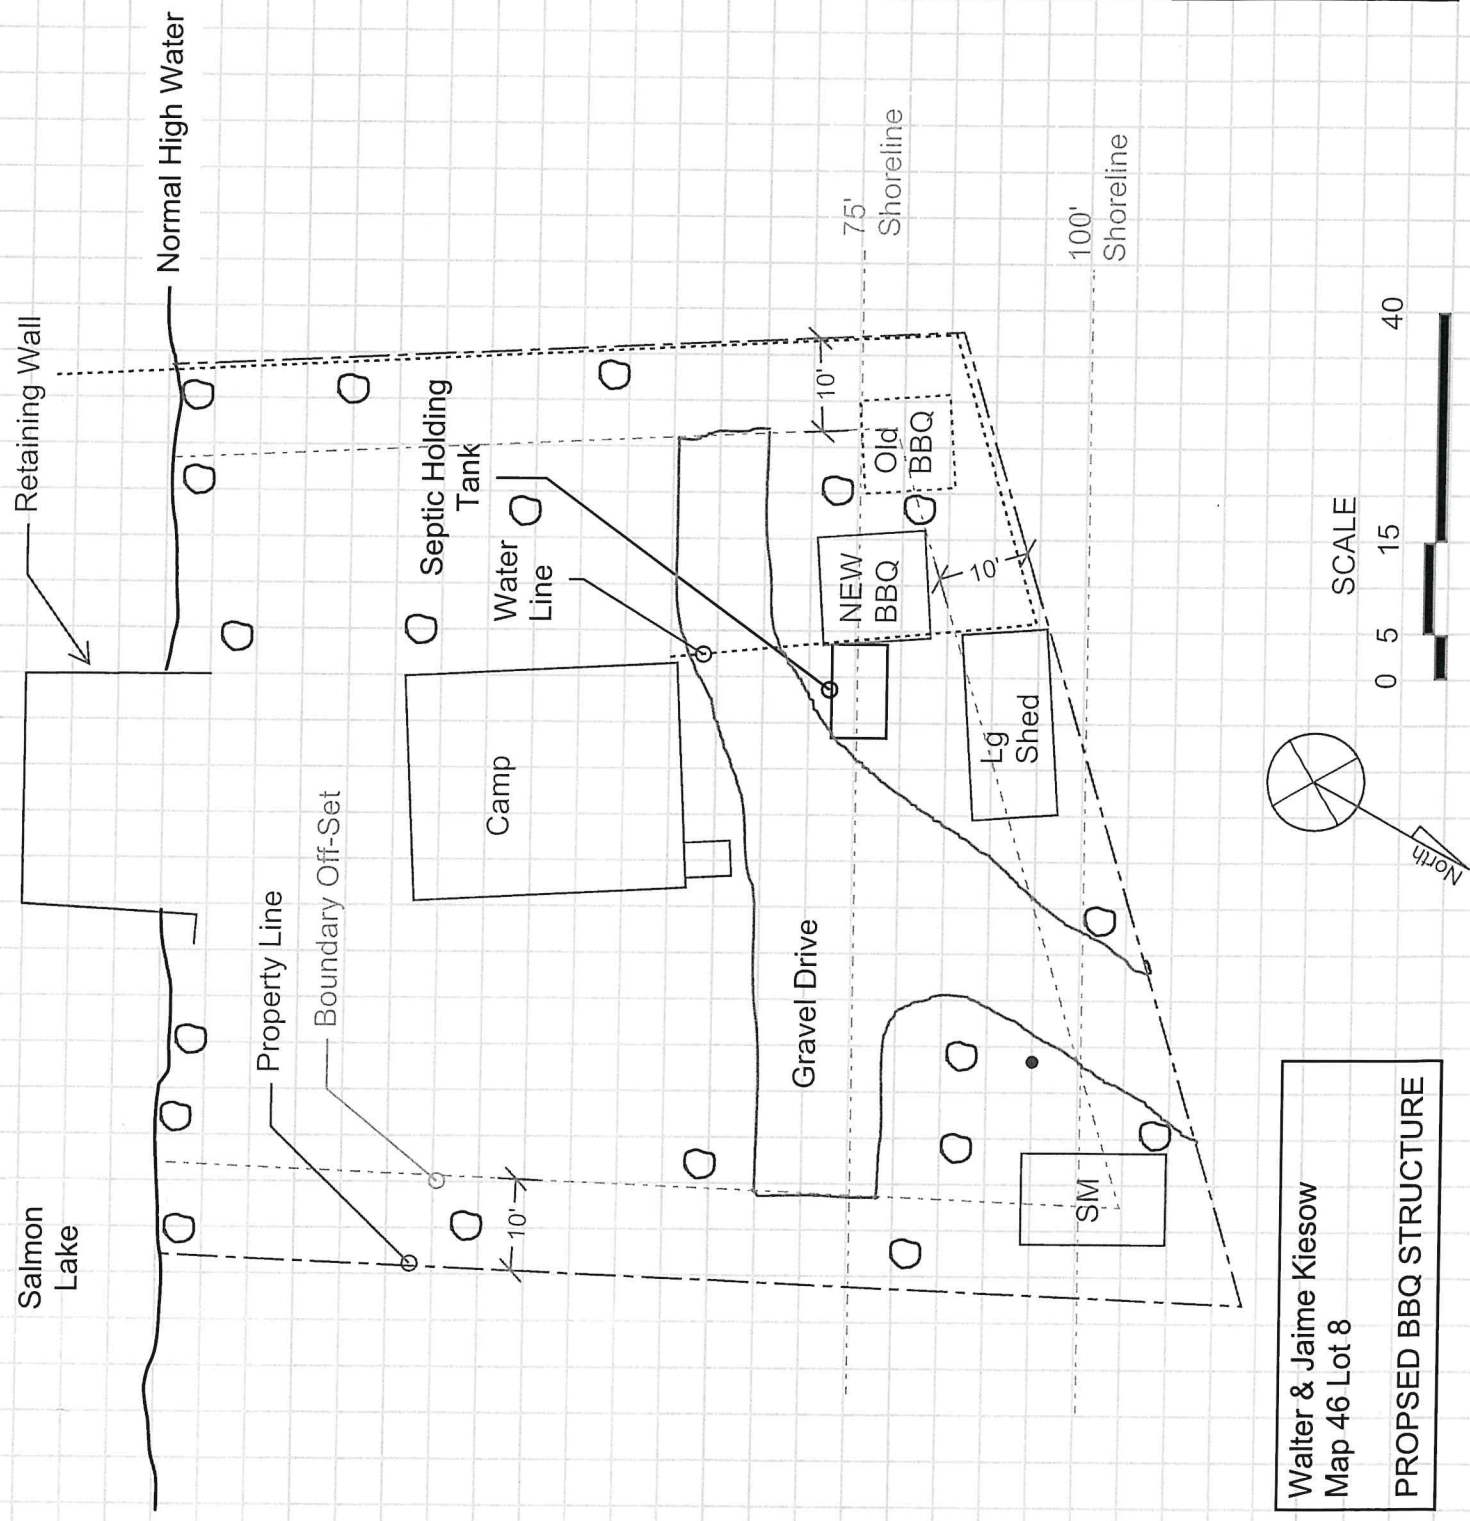 Salmon
Lake
Retaining Wall
Normal High Water
Property Line
Boundary Off-Set
10'
Camp
Septic Holding
Tank
Water
Line
Gravel Drive
10'
75'
Shoreline
Old
BBQ
NEW
BBQ
10'
Lg
Shed
SM
100'
Shoreline
SCALE
0 5 15 40
North
Walter & Jaime Kiesow
Map 46 Lot 8
PROPSED BBQ STRUCTURE